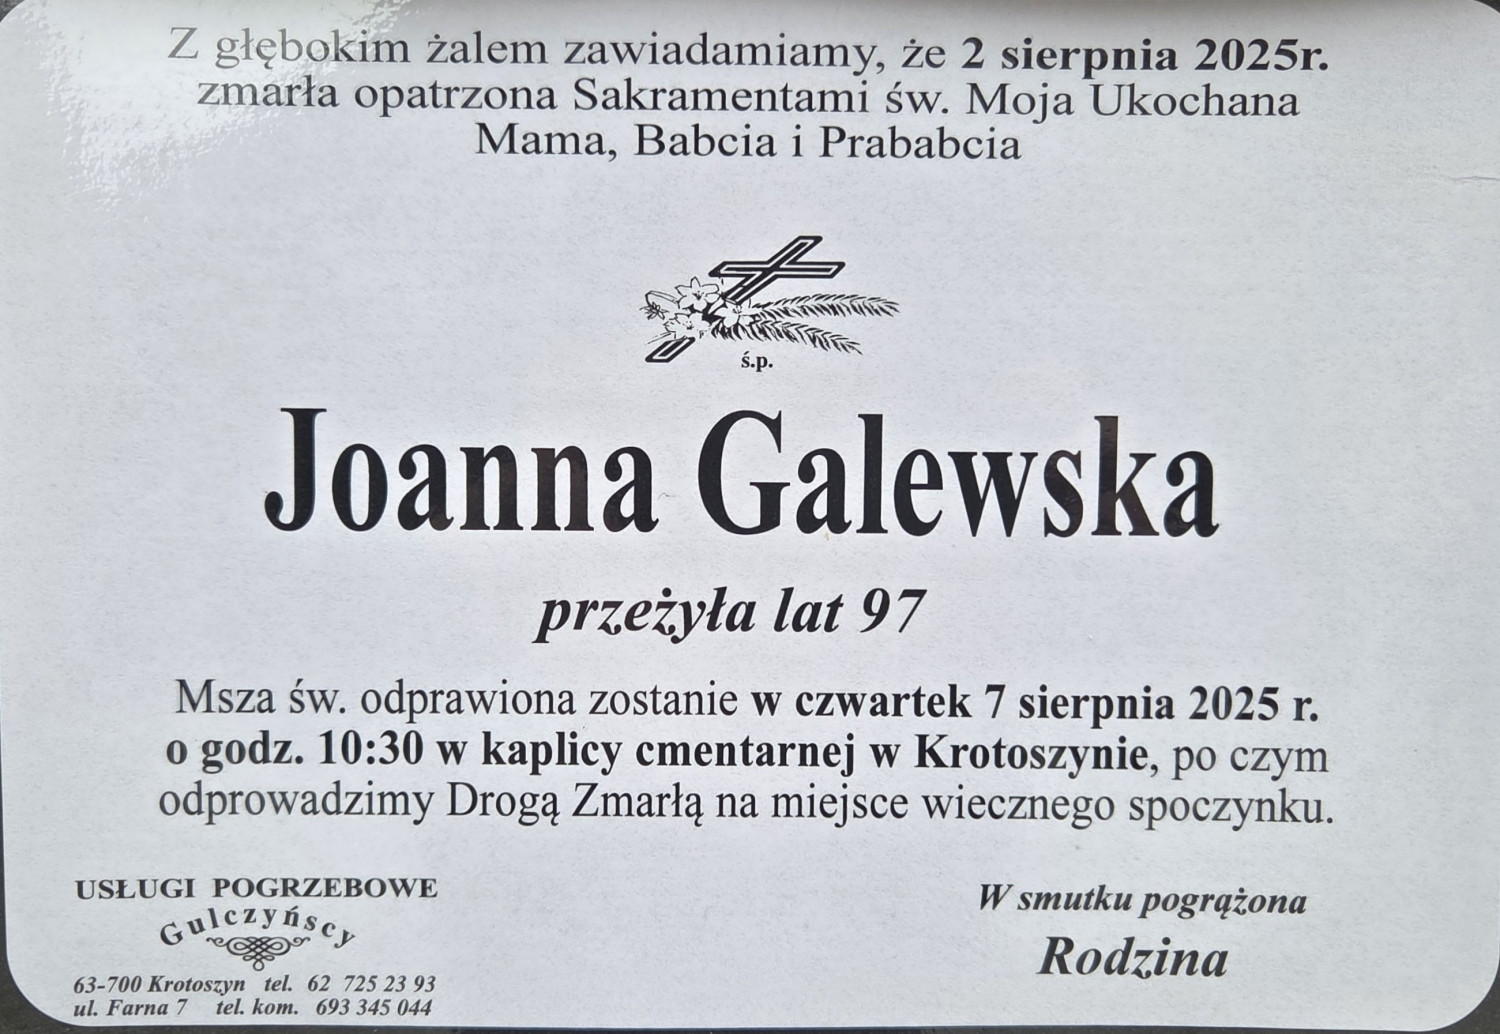 Z głębokim żalem zawiadamiamy, że 2 sierpnia 2025r.
zmarła opatrzona Sakramentami św. Moja Ukochana
Mama, Babcia i Prababcia
ś.p.
Joanna Galewska
przeżyła lat 97
Msza św. odprawiona zostanie w czwartek 7 sierpnia 2025 r.
o godz. 10:30 w kaplicy cmentarnej w Krotoszynie, po czym
odprowadzimy Drogą Zmarłą na miejsce wiecznego spoczynku.
USŁUGI POGRZEBOWE
Gulczyńscy
63-700 Krotoszyn tel. 62 725 23 93
ul. Farna 7 tel. kom. 693 345 044
W smutku pogrążona
Rodzina